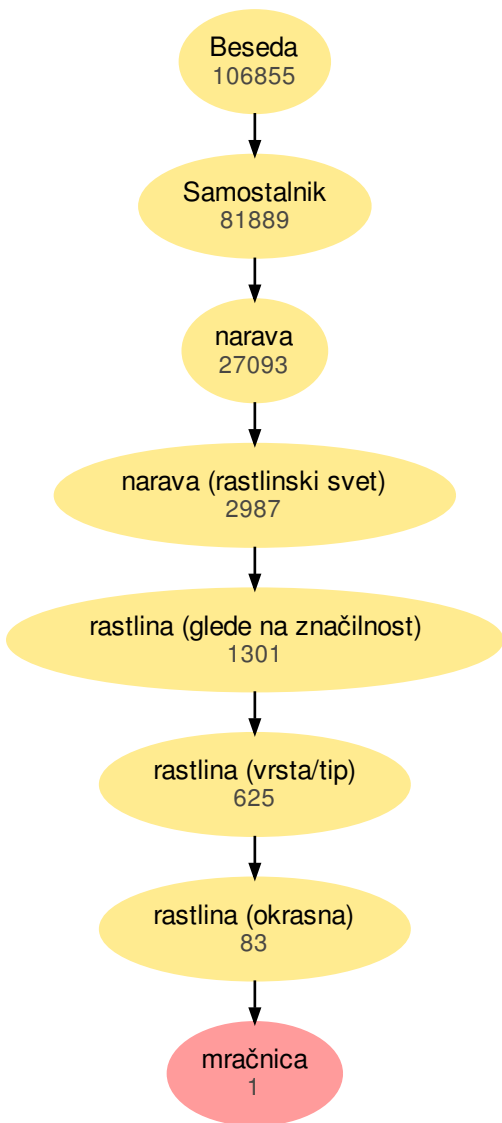 Beseda
106855
Samostalnik
81889
narava
27093
narava (rastlinski svet)
2987
rastlina (glede na značilnost)
1301
rastlina (vrsta/tip)
625
rastlina (okrasna)
83
mračnica
1